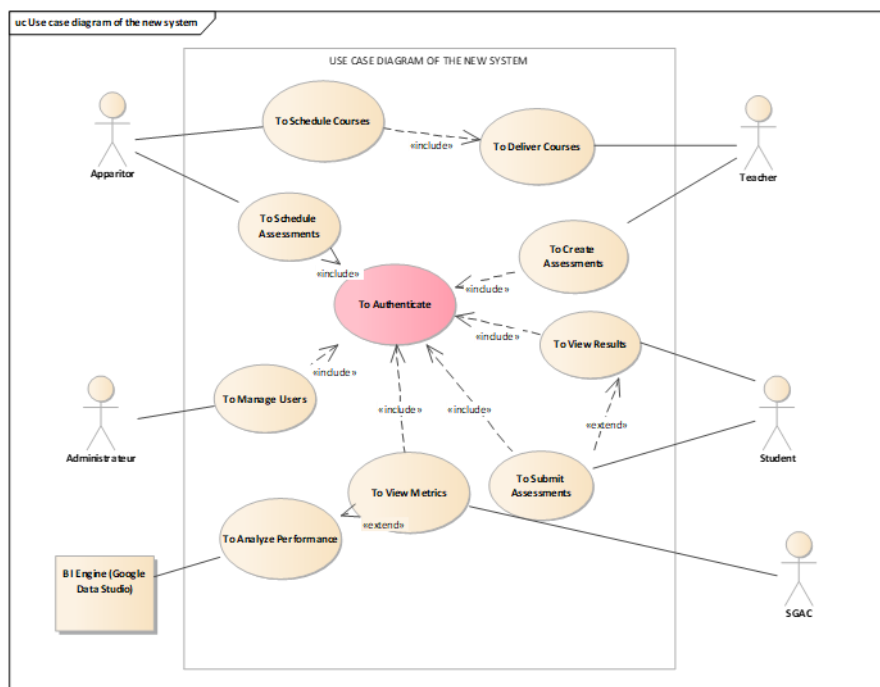 uc Use case diagram of the new system
USE CASE DIAGRAM OF THE NEW SYSTEM
To Schedule Courses
«include»
To Deliver Courses
Apparitor
Teacher
To Schedule
Assessments
To Create
Assessments
«include»
«include»
To Authenticate
«include»
To View Results
«include»
To Manage Users
«include»
«include»
«extend»
Administrateur
Student
To View Metrics
To Submit
Assessments
«extend»
To Analyze Performance
BI Engine (Google
Data Studio)
SGAC